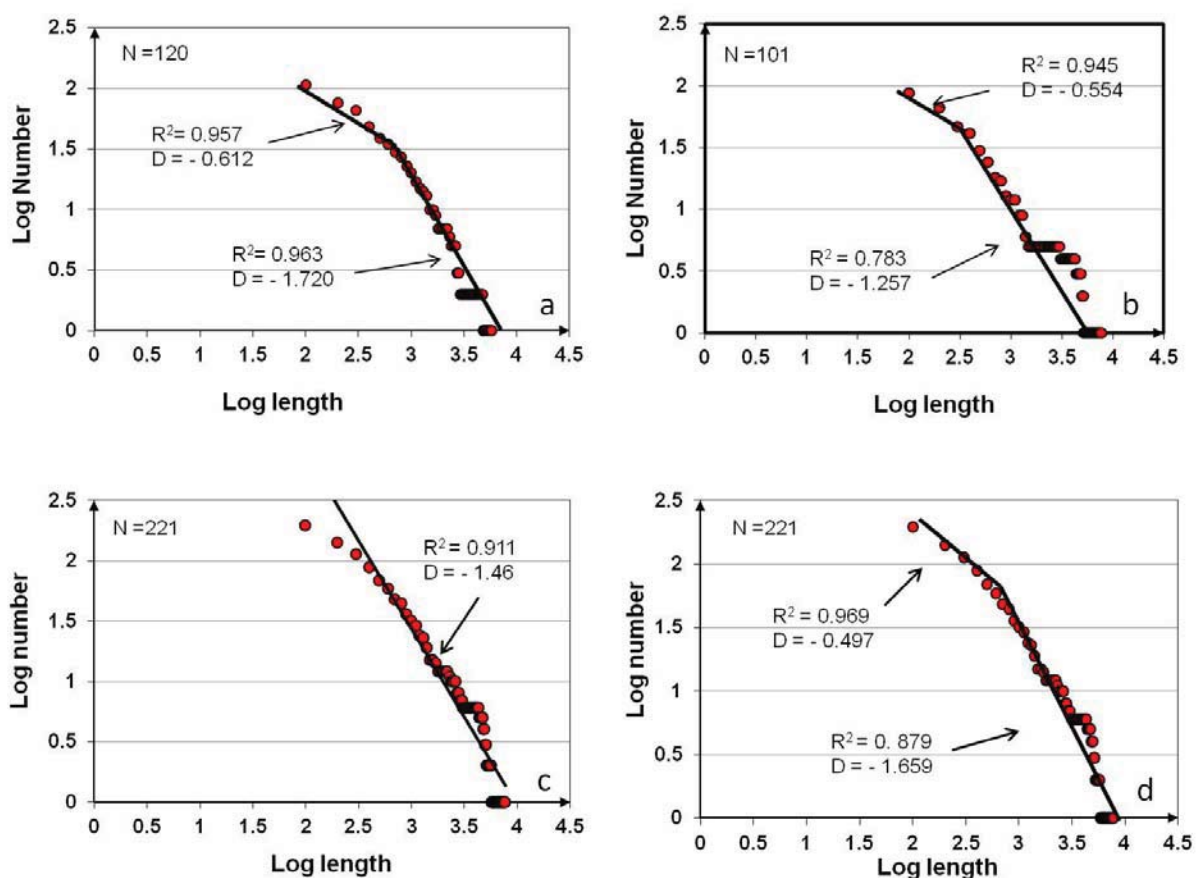 2.5
2
1.5
1
0.5
0
Log Number
N =120
R² = 0.957
D = - 0.612
R² = 0.963
D = - 1.720
a
0 0.5 1 1.5 2 2.5 3 3.5 4 4.5
Log length
2.5
2
1.5
1
0.5
0
Log Number
N =101
R² = 0.945
D = - 0.554
R² = 0.783
D = - 1.257
b
0 0.5 1 1.5 2 2.5 3 3.5 4 4.5
Log length
2.5
2
1.5
1
0.5
0
Log number
N =221
R² = 0.911
D = - 1.46
c
0 0.5 1 1.5 2 2.5 3 3.5 4 4.5
Log length
2.5
2
1.5
1
0.5
0
Log number
N =221
R² = 0.969
D = - 0.497
R² = 0. 879
D = - 1.659
d
0 0.5 1 1.5 2 2.5 3 3.5 4 4.5
Log length